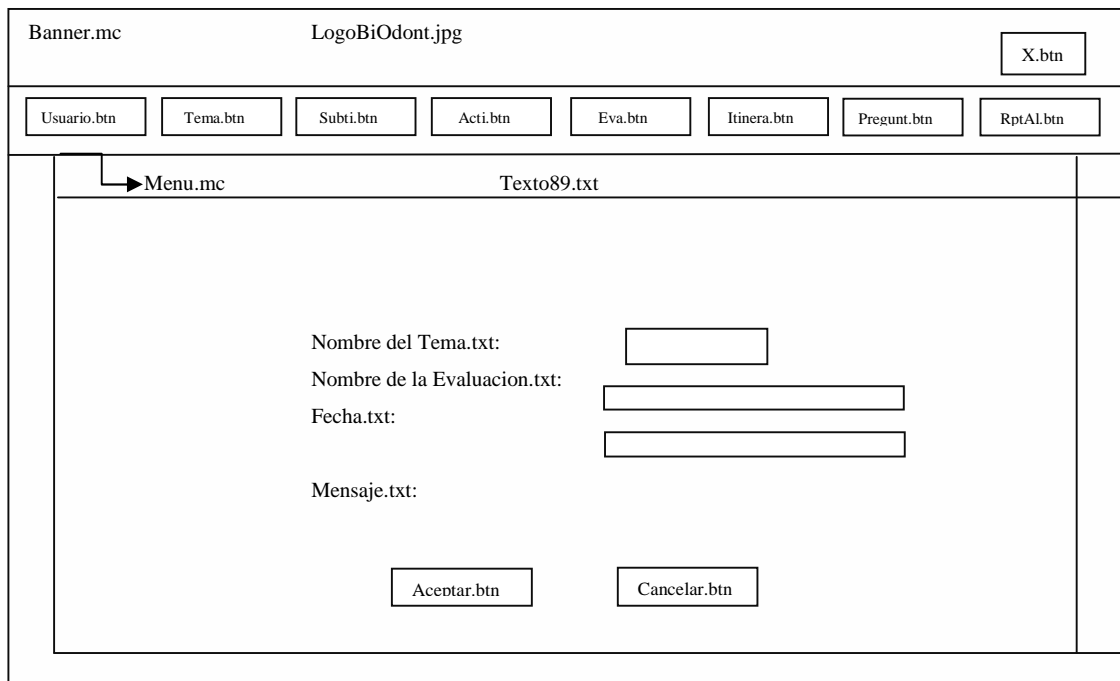 Banner.mc LogoBiOdont.jpg
X.btn
Usuario.btn Tema.btn Subti.btn Acti.btn Eva.btn Itinera.btn Pregunt.btn RptAl.btn
Menu.mc Texto89.txt
Nombre del Tema.txt:
Nombre de la Evaluacion.txt:
Fecha.txt:
Mensaje.txt:
Aceptar.btn Cancelar.btn